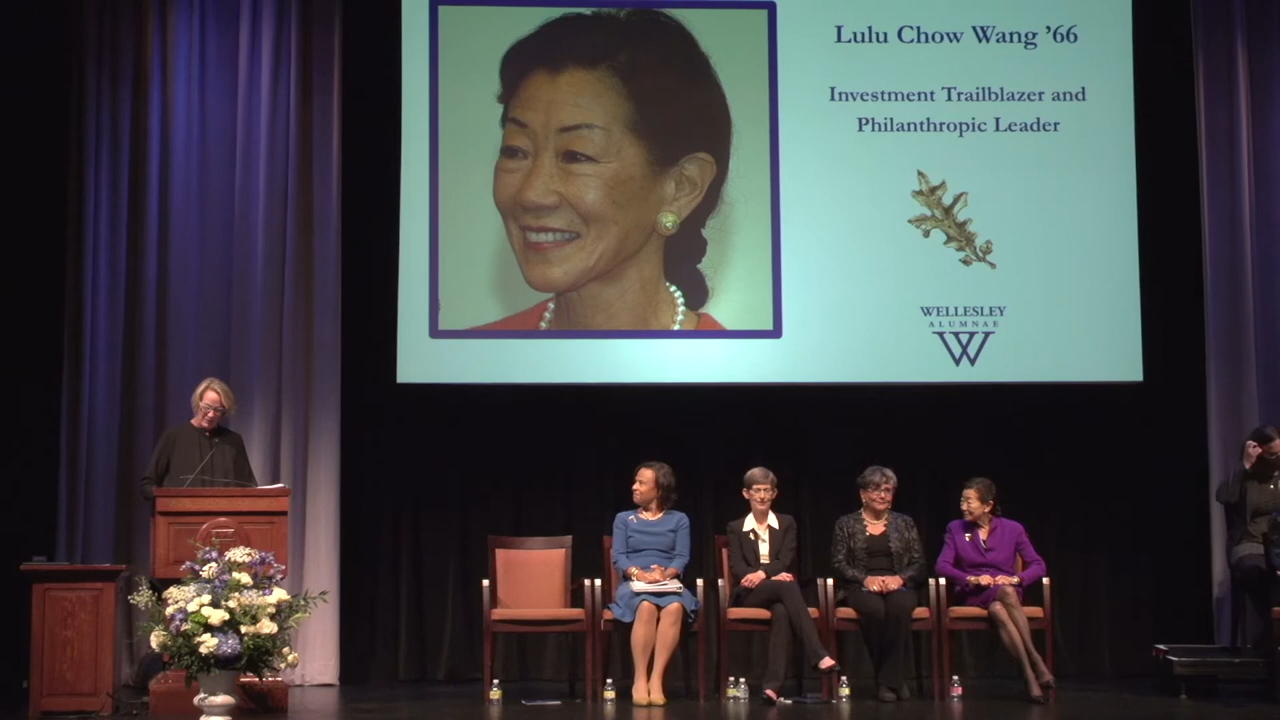 Lulu Chow Wang ’66
Investment Trailblazer and
Philanthropic Leader
WELLESLEY
ALUMNAE
W